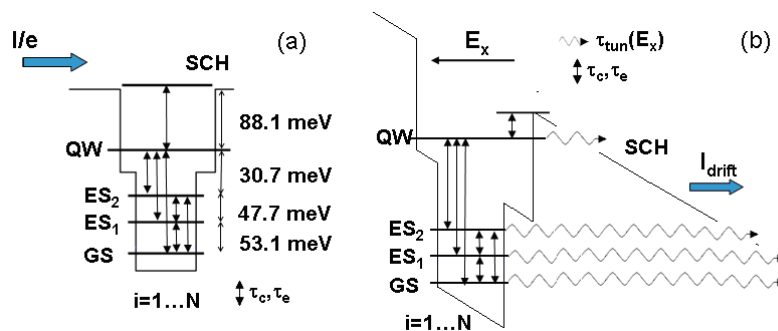 I/e
(a)
SCH
88.1 meV
QW
30.7 meV
ES2
47.7 meV
ES1
53.1 meV
GS
i=1...N
τc,τe
(b)
Ex
τtun(Ex)
τc,τe
QW
SCH
Idrift
ES2
ES1
GS
i=1...N